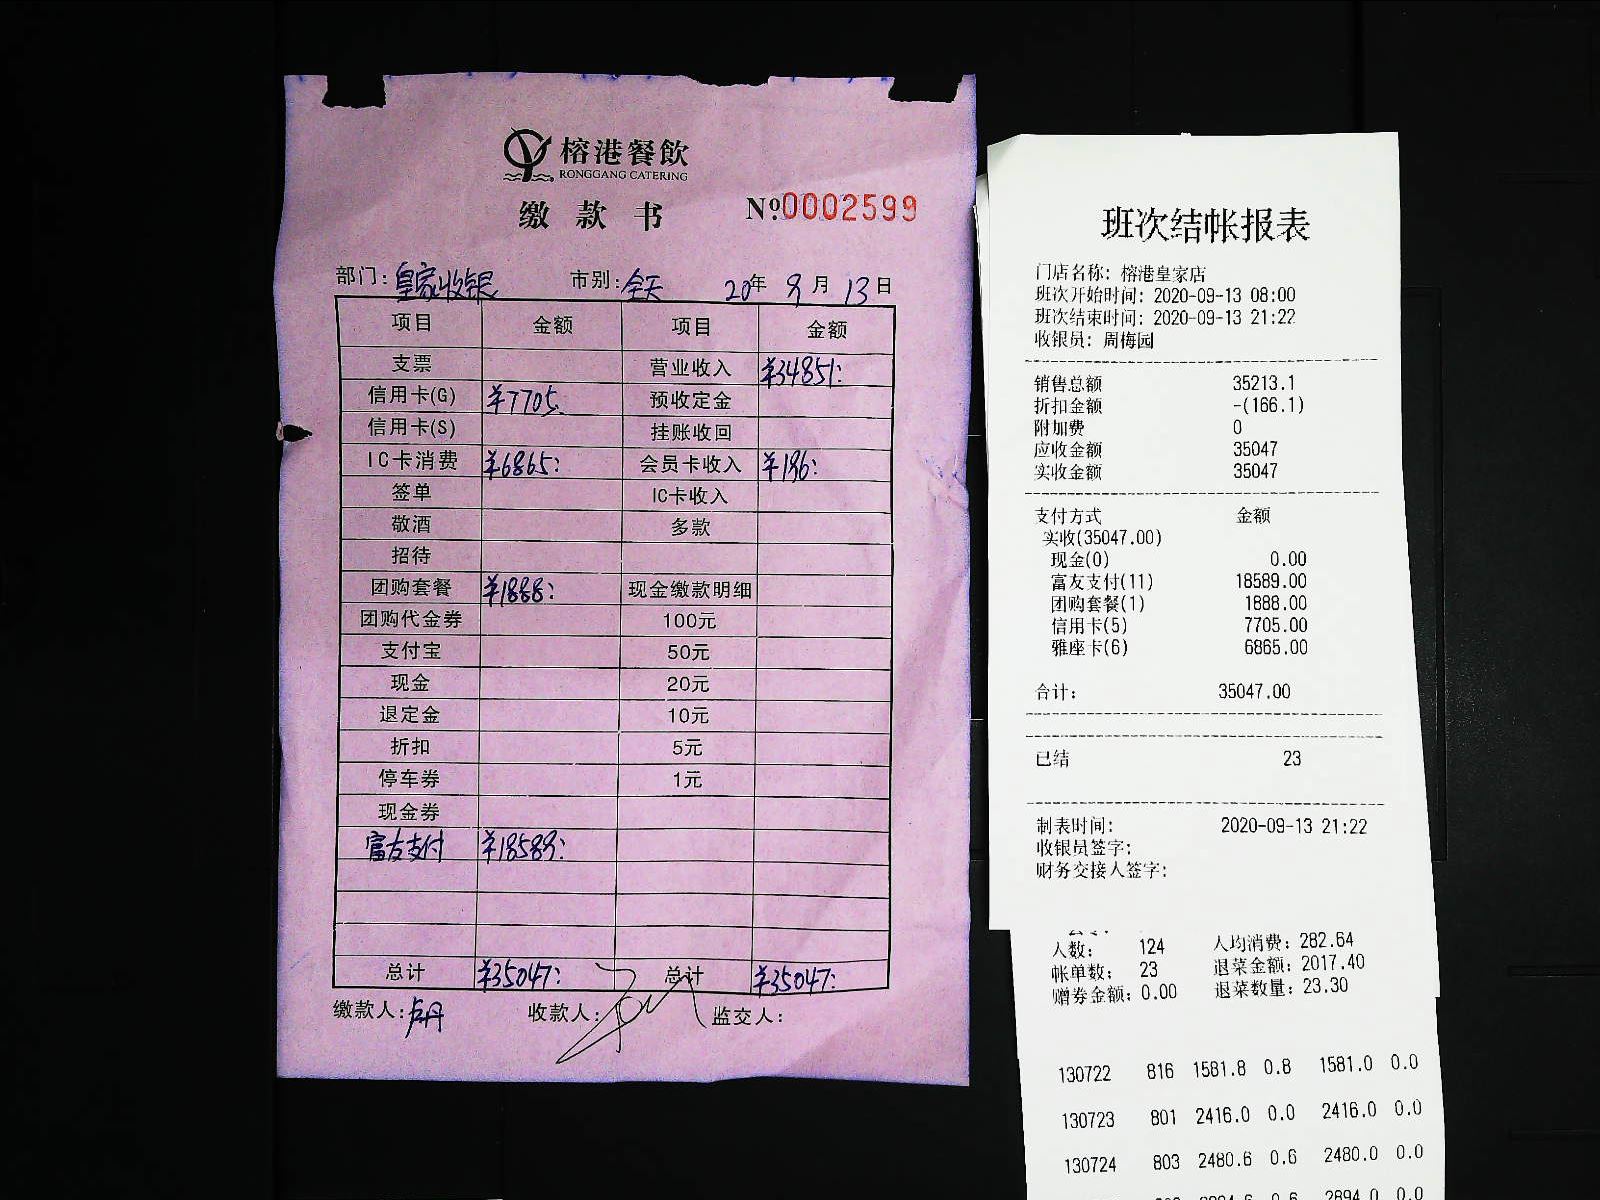 榕港餐飲
RONGGANG CATERING
缴款书 Nº0002599
部门：皇家收银 市别：全天 20年 9月 13日
项目 金额 项目 金额
支票 营业收入 ¥34851:
信用卡(G) ¥7705. 预收定金
信用卡(S) 挂账收回
IC卡消费 ¥6865: 会员卡收入 ¥196:
签单 IC卡收入
敬酒 多款
招待
团购套餐 ¥1888: 现金缴款明细
团购代金券 100元
支付宝 50元
现金 20元
退定金 10元
折扣 5元
停车券 1元
现金券
富友支付 ¥18589:
总计 ¥35047: 总计 ¥35047:
缴款人：卢丹 收款人： 监交人：
班次结帐报表
门店名称: 榕港皇家店
班次开始时间: 2020-09-13 08:00
班次结束时间: 2020-09-13 21:22
收银员: 周梅园
销售总额 35213.1
折扣金额 -(166.1)
附加费 0
应收金额 35047
实收金额 35047
支付方式 金额
实收(35047.00)
现金(0) 0.00
富友支付(11) 18589.00
团购套餐(1) 1888.00
信用卡(5) 7705.00
雅座卡(6) 6865.00
合计: 35047.00
已结 23
制表时间: 2020-09-13 21:22
收银员签字:
财务交接人签字:
人数: 124 人均消费: 282.64
帐单数: 23 退菜金额: 2017.40
赠券金额: 0.00 退菜数量: 23.30
130722 816 1581.8 0.8 1581.0 0.0
130723 801 2416.0 0.0 2416.0 0.0
130724 803 2480.6 0.6 2480.0 0.0
2894.0 0.0